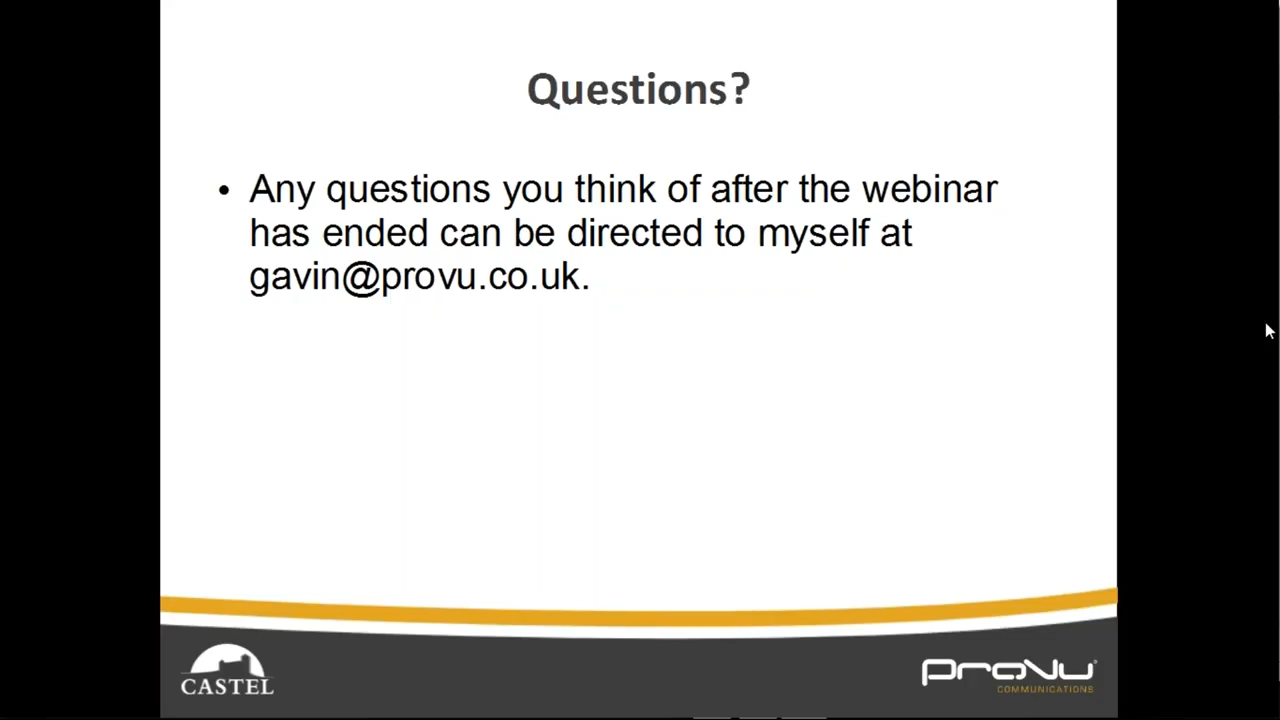 Questions?
• Any questions you think of after the webinar
has ended can be directed to myself at
gavin@provu.co.uk.
CASTEL
ProVu
COMMUNICATIONS